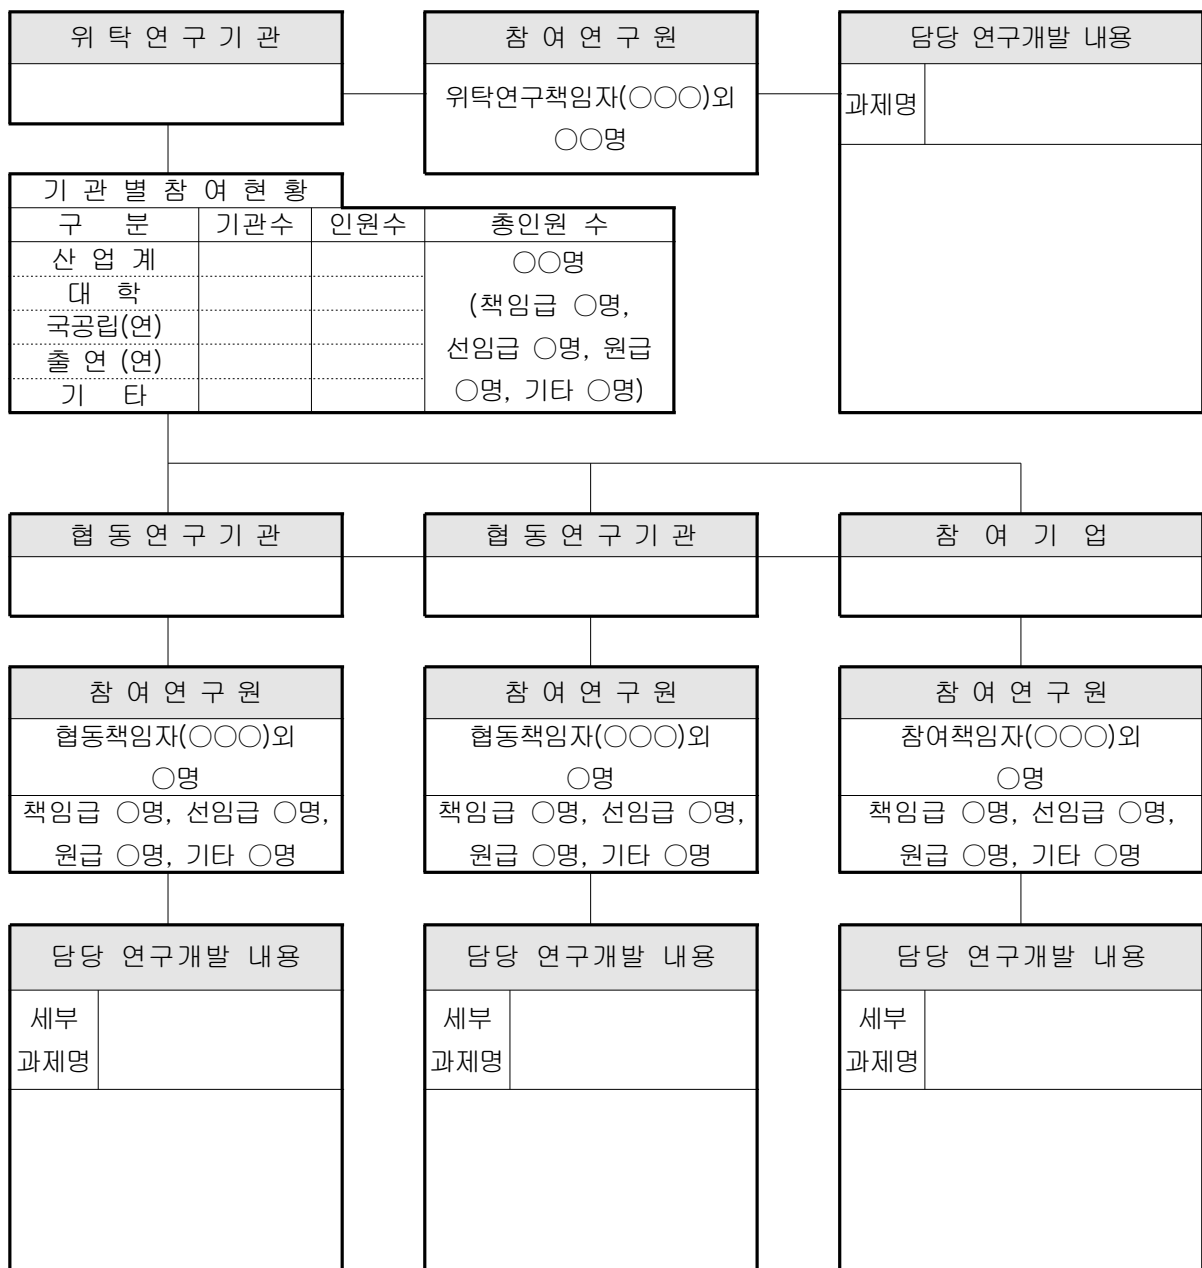 위 탁 연 구 기 관
참 여 연 구 원
위탁연구책임자(○○○)외
○○명
담당 연구개발 내용
과제명
기 관 별 참 여 현 황
구 분 기관수 인원수 총인원 수
산 업 계
대 학
국공립(연)
출 연 (연)
기 타
○○명
(책임급 ○명,
선임급 ○명, 원급
○명, 기타 ○명)
협 동 연 구 기 관
협 동 연 구 기 관
참 여 기 업
참 여 연 구 원
협동책임자(○○○)외
○명
책임급 ○명, 선임급 ○명,
원급 ○명, 기타 ○명
참 여 연 구 원
협동책임자(○○○)외
○명
책임급 ○명, 선임급 ○명,
원급 ○명, 기타 ○명
참 여 연 구 원
참여책임자(○○○)외
○명
책임급 ○명, 선임급 ○명,
원급 ○명, 기타 ○명
담당 연구개발 내용
세부
과제명
담당 연구개발 내용
세부
과제명
담당 연구개발 내용
세부
과제명